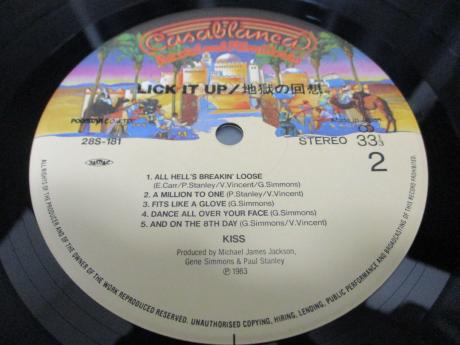 Casablanca
Record and FilmWorks
LICK IT UP/地獄の回想
28S-181
STEREO 33⅓
2
1. ALL HELL'S BREAKIN' LOOSE
(E.Carr/P.Stanley/V.Vincent/G.Simmons)
2. A MILLION TO ONE (P.Stanley/V.Vincent)
3. FITS LIKE A GLOVE (G.Simmons)
4. DANCE ALL OVER YOUR FACE (G.Simmons)
5. AND ON THE 8TH DAY (G.Simmons/V.Vincent)
KISS
Produced by Michael James Jackson,
Gene Simmons & Paul Stanley
Ⓟ 1983
ALL RIGHTS OF THE PRODUCER AND OF THE OWNER OF THE WORK REPRODUCED RESERVED. UNAUTHORISED COPYING, HIRING, LENDING, PUBLIC PERFORMANCE AND BROADCASTING OF THIS RECORD PROHIBITED.